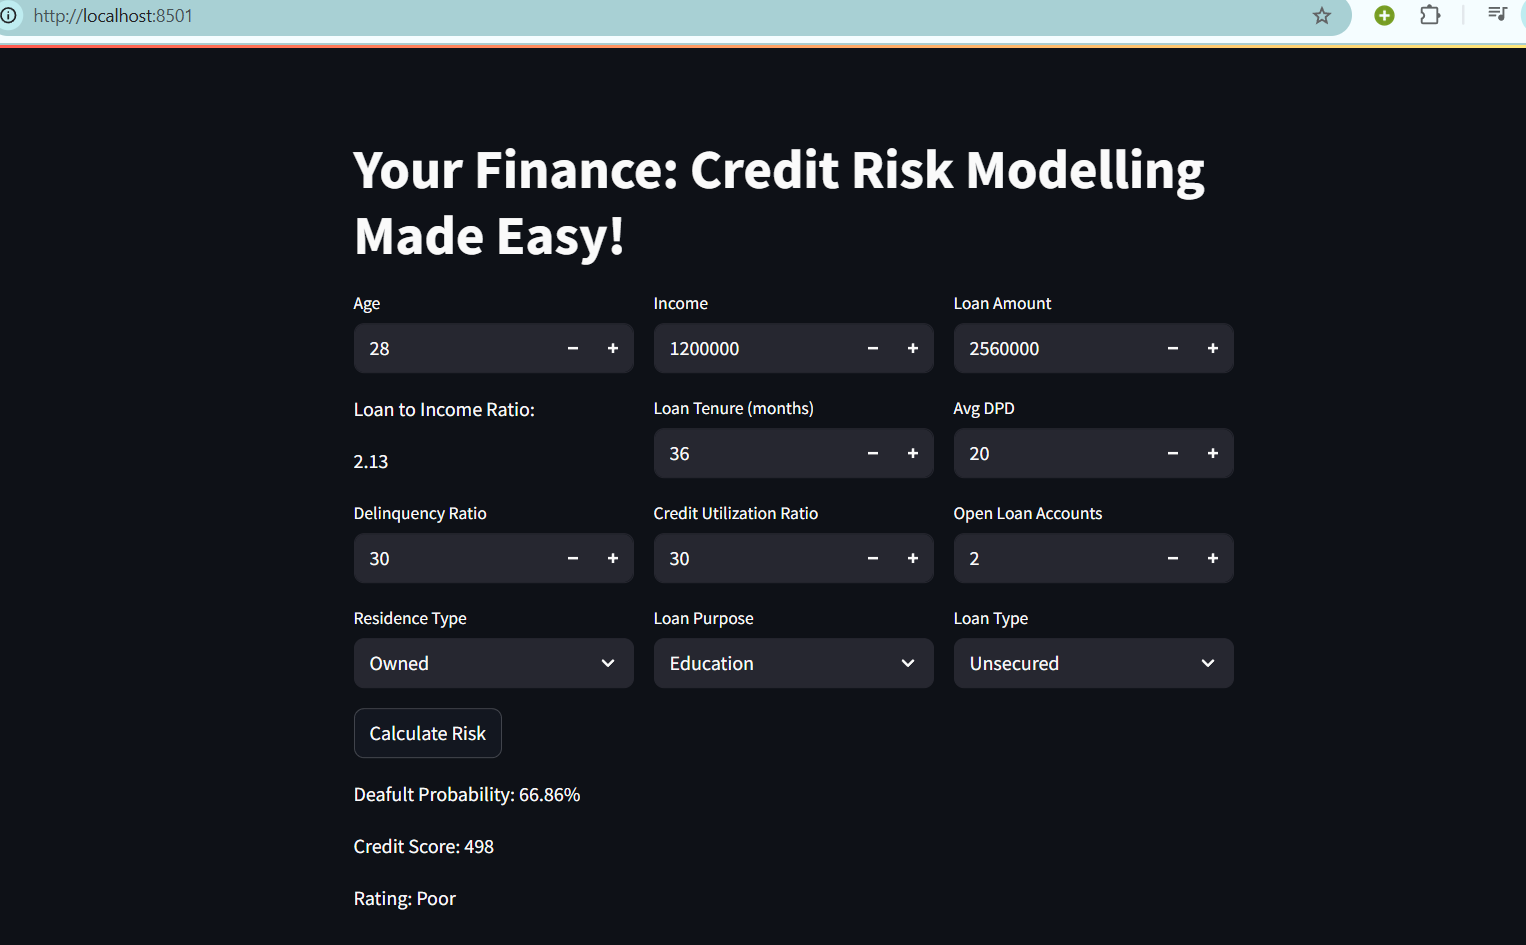 http://localhost:8501
Your Finance: Credit Risk Modelling
Made Easy!
Age
Income
Loan Amount
28
1200000
2560000
Loan to Income Ratio:
Loan Tenure (months)
Avg DPD
2.13
36
20
Delinquency Ratio
Credit Utilization Ratio
Open Loan Accounts
30
30
2
Residence Type
Loan Purpose
Loan Type
Owned
Education
Unsecured
Calculate Risk
Deafult Probability: 66.86%
Credit Score: 498
Rating: Poor